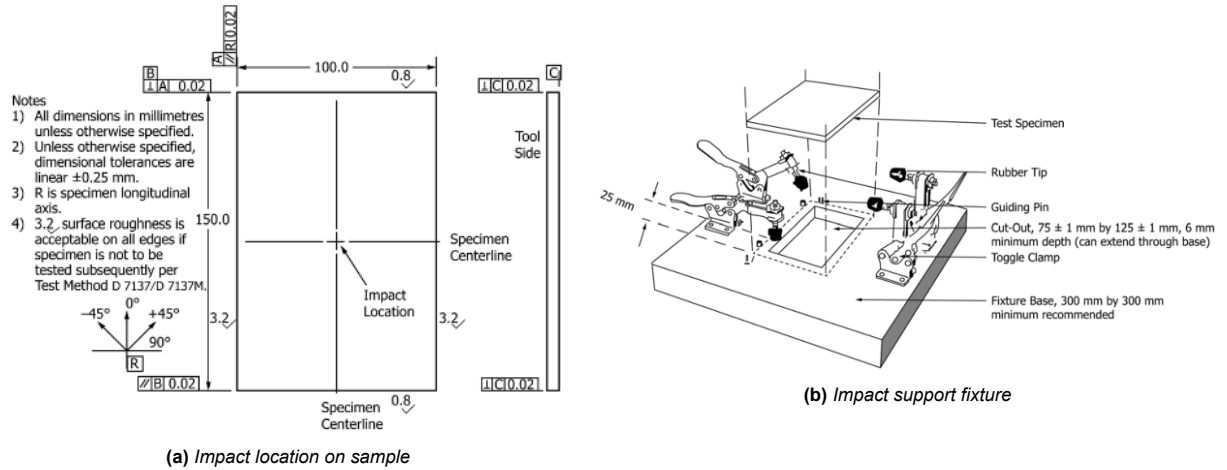 A // R 0.02
100.0
0.8
B
⊥ A 0.02
⊥ C 0.02
C
Notes
1) All dimensions in millimetres
unless otherwise specified.
2) Unless otherwise specified,
dimensional tolerances are
linear ±0.25 mm.
3) R is specimen longitudinal
axis.
4) 3.2 surface roughness is
acceptable on all edges if
specimen is not to be
tested subsequently per
Test Method D 7137/D 7137M.
150.0
Tool
Side
Specimen
Centerline
Impact
Location
−45°
0°
+45°
90°
R
3.2
3.2
// B 0.02
⊥ C 0.02
Specimen
Centerline
0.8
(a) Impact location on sample
Test Specimen
Rubber Tip
25 mm
Guiding Pin
Cut-Out, 75 ± 1 mm by 125 ± 1 mm, 6 mm
minimum depth (can extend through base)
Toggle Clamp
Fixture Base, 300 mm by 300 mm
minimum recommended
(b) Impact support fixture